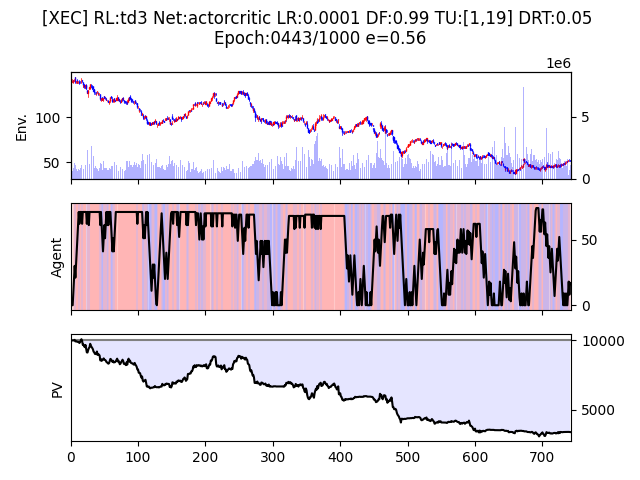 [XEC] RL:td3 Net:actorcritic LR:0.0001 DF:0.99 TU:[1,19] DRT:0.05
Epoch:0443/1000 e=0.56
1e6
Env.
100
50
5
0
Agent
50
0
PV
10000
5000
0 100 200 300 400 500 600 700